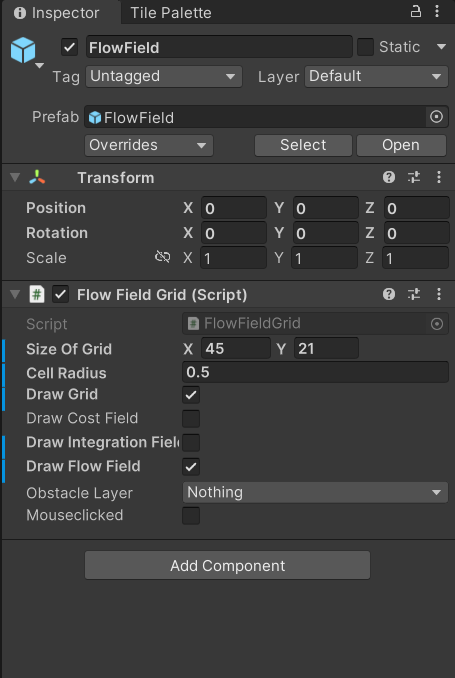 Inspector Tile Palette
FlowField Static
Tag Untagged Layer Default
Prefab FlowField
Overrides Select Open
Transform
Position X 0 Y 0 Z 0
Rotation X 0 Y 0 Z 0
Scale X 1 Y 1 Z 1
# Flow Field Grid (Script)
Script # FlowFieldGrid
Size Of Grid X 45 Y 21
Cell Radius 0.5
Draw Grid
Draw Cost Field
Draw Integration Fiel
Draw Flow Field
Obstacle Layer Nothing
Mouseclicked
Add Component